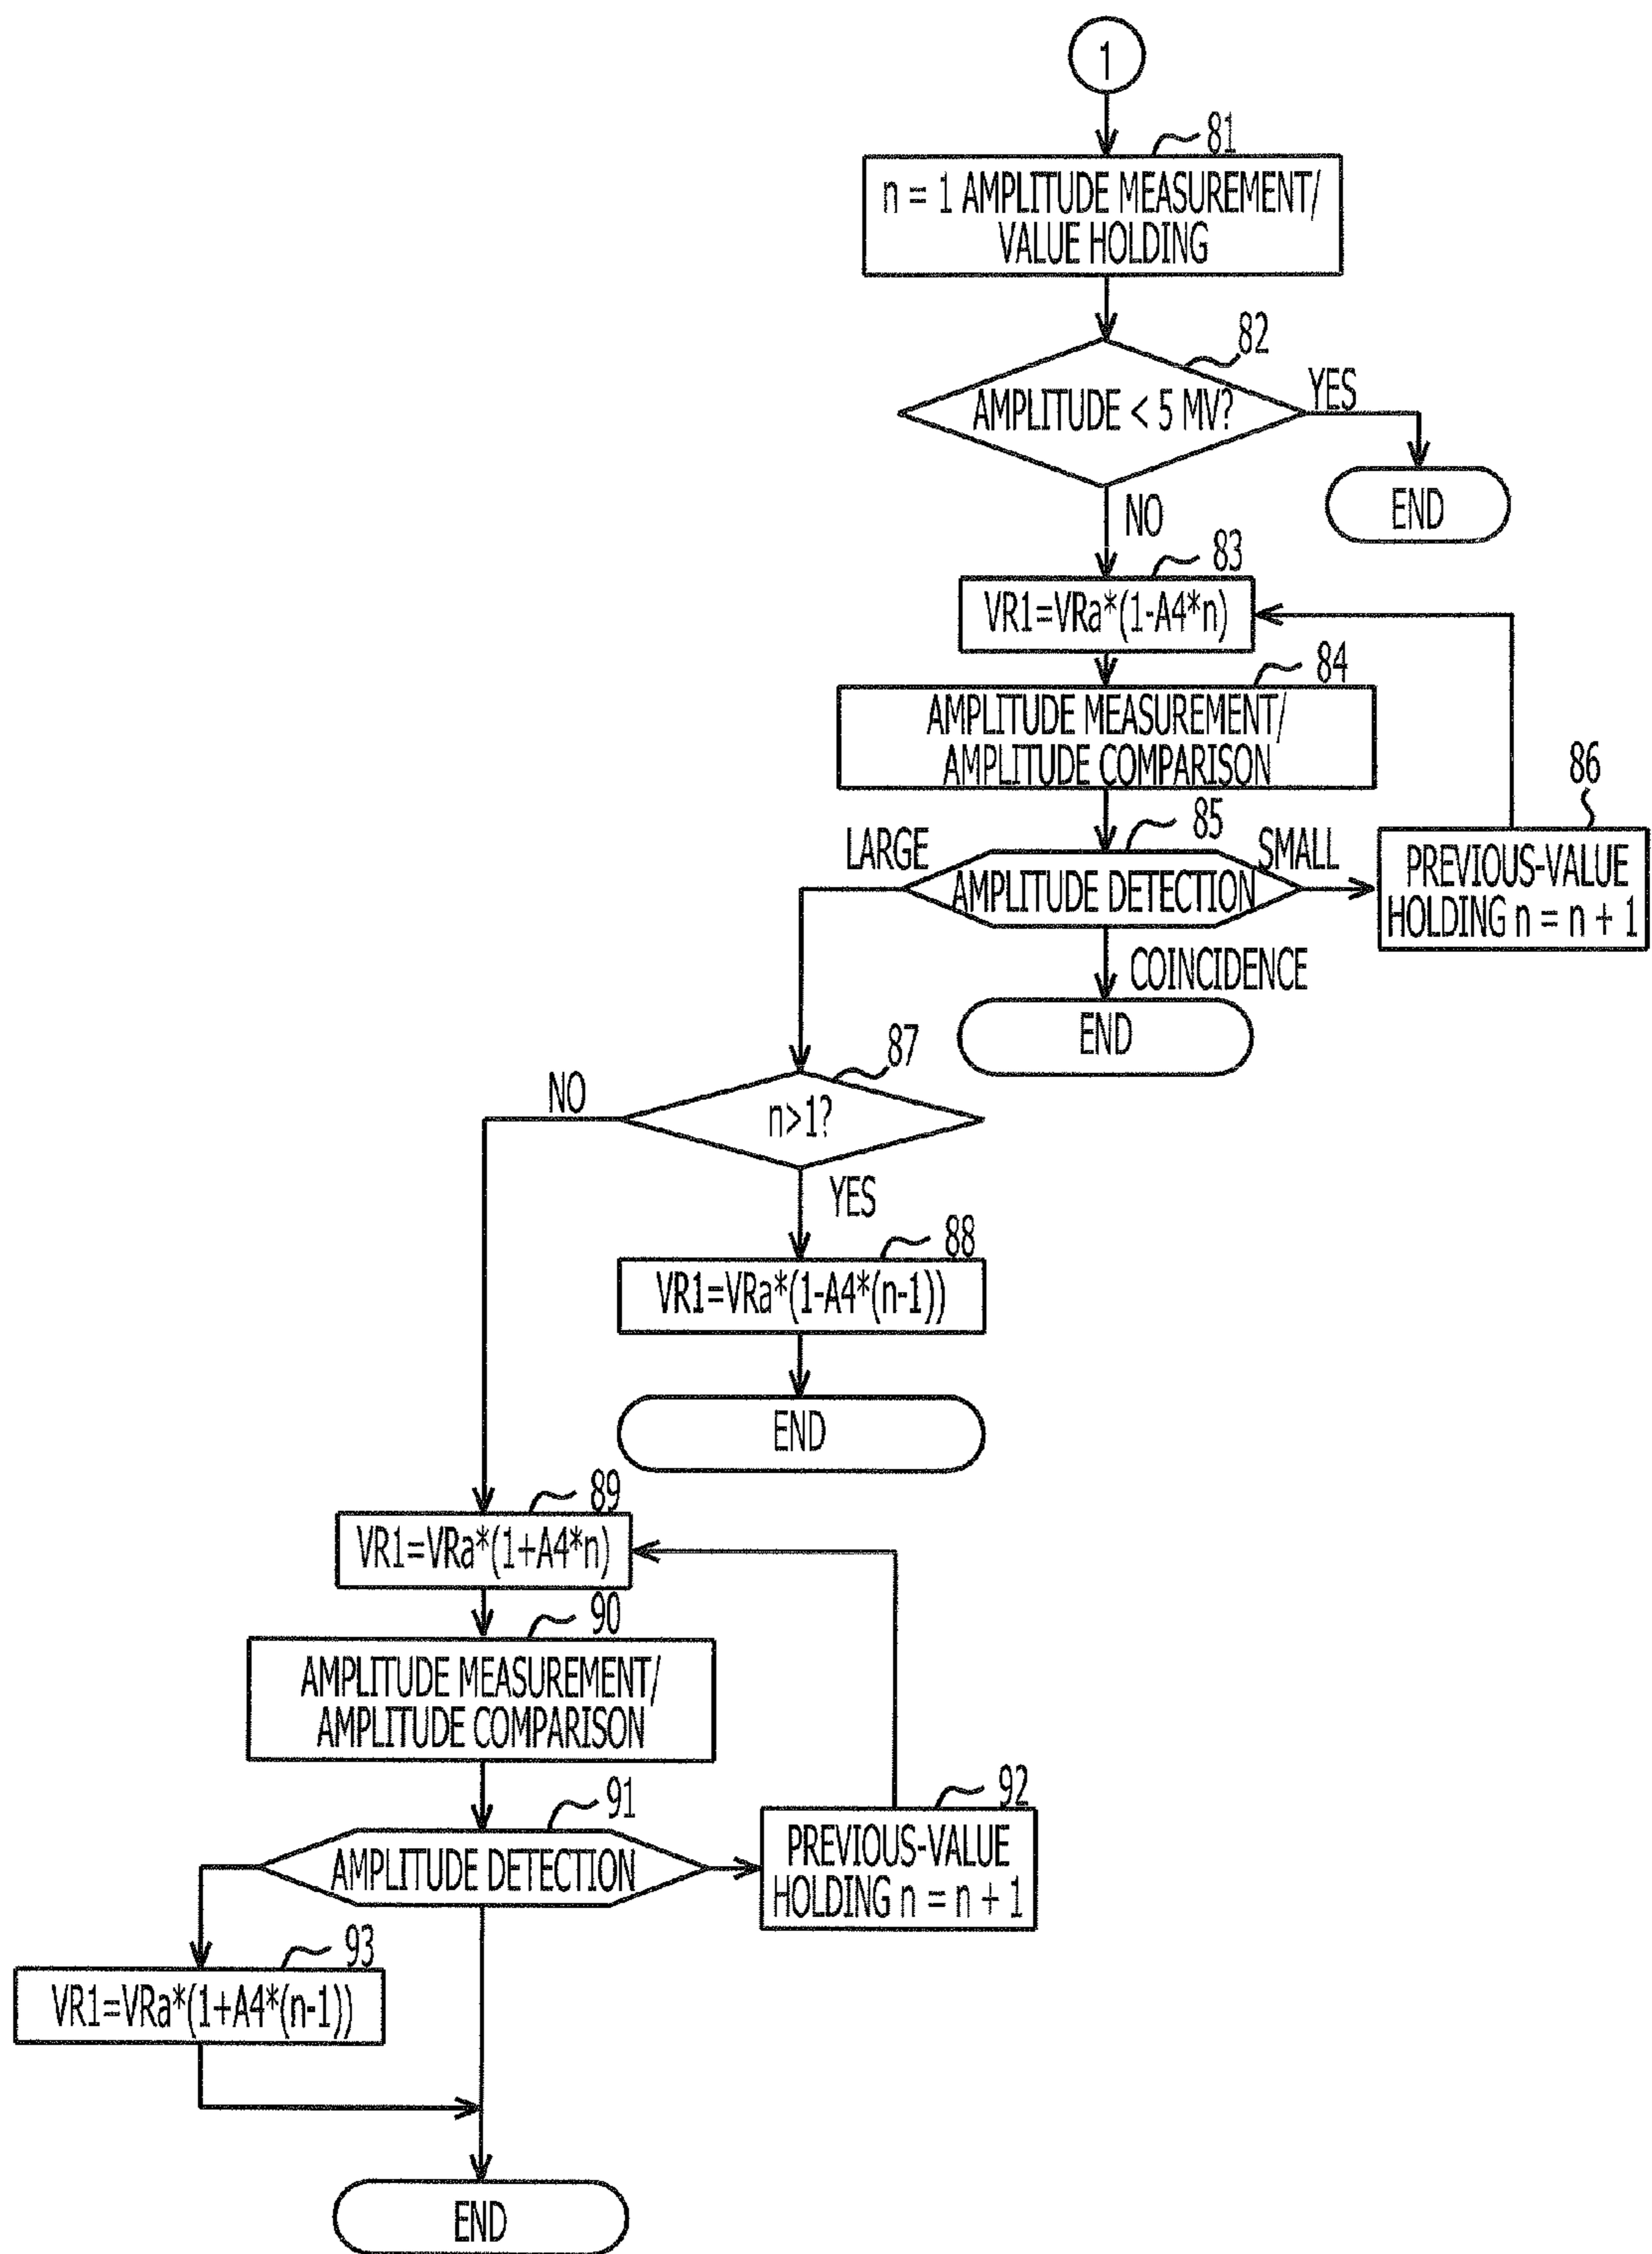 1
81
n = 1 AMPLITUDE MEASUREMENT/
VALUE HOLDING
82
AMPLITUDE < 5 MV?
YES
END
NO
83
VR1=VRa*(1-A4*n)
84
AMPLITUDE MEASUREMENT/
AMPLITUDE COMPARISON
86
85
LARGE
SMALL
AMPLITUDE DETECTION
PREVIOUS-VALUE
HOLDING n = n + 1
COINCIDENCE
END
87
NO
n>1?
YES
88
VR1=VRa*(1-A4*(n-1))
END
89
VR1=VRa*(1+A4*n)
90
AMPLITUDE MEASUREMENT/
AMPLITUDE COMPARISON
92
91
AMPLITUDE DETECTION
PREVIOUS-VALUE
HOLDING n = n + 1
93
VR1=VRa*(1+A4*(n-1))
END